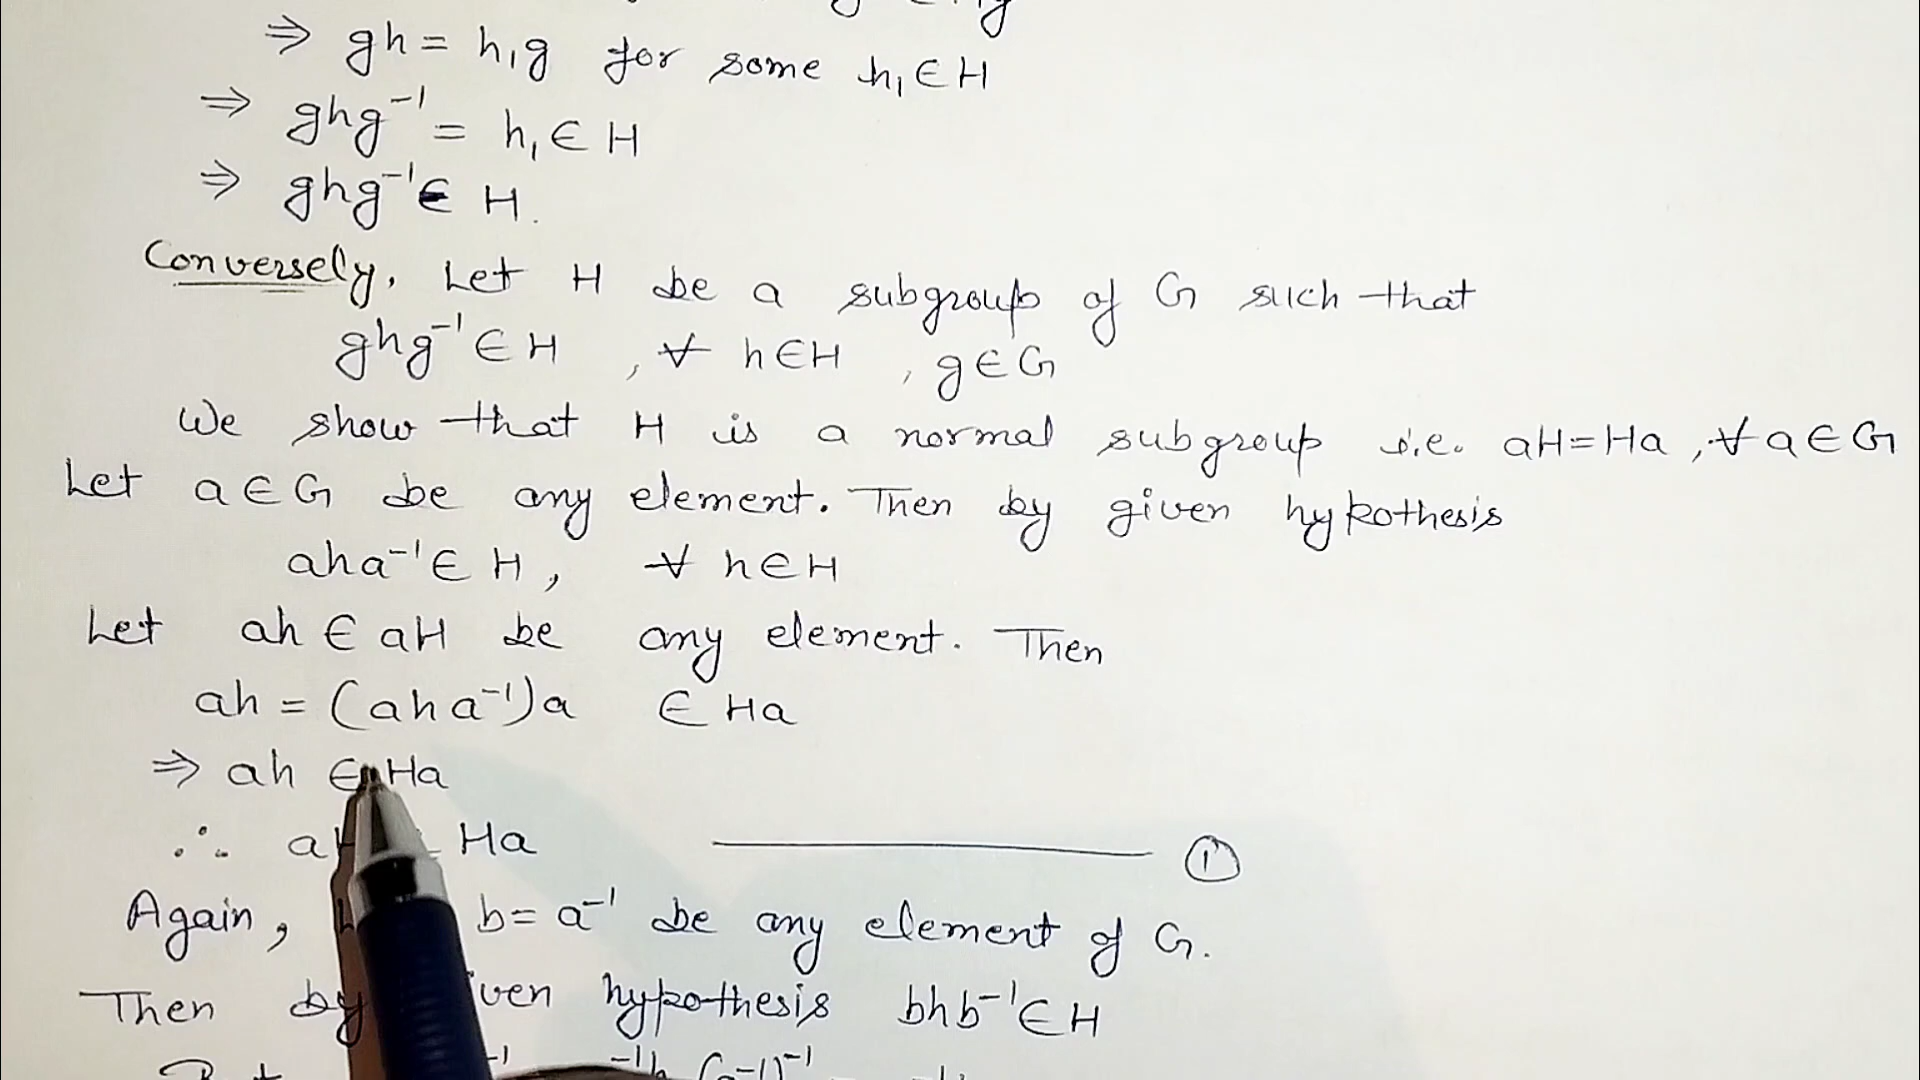 ⇒ gh = h₁g for some h₁∈H
⇒ ghg⁻¹ = h₁∈H
⇒ ghg⁻¹∈ H.
Conversely, Let H be a subgroup of G such that
ghg⁻¹∈H , ∀ h∈H , g∈G
We show that H is a normal subgroup i.e. aH=Ha, ∀ a∈G
Let a∈G be any element. Then by given hypothesis
aha⁻¹∈H, ∀ h∈H
Let ah∈aH be any element. Then
ah = (aha⁻¹)a ∈ Ha
⇒ ah ∈ Ha
∴ Ha ①
Again, b=a⁻¹ be any element of G.
Then by hypothesis bhb⁻¹∈H